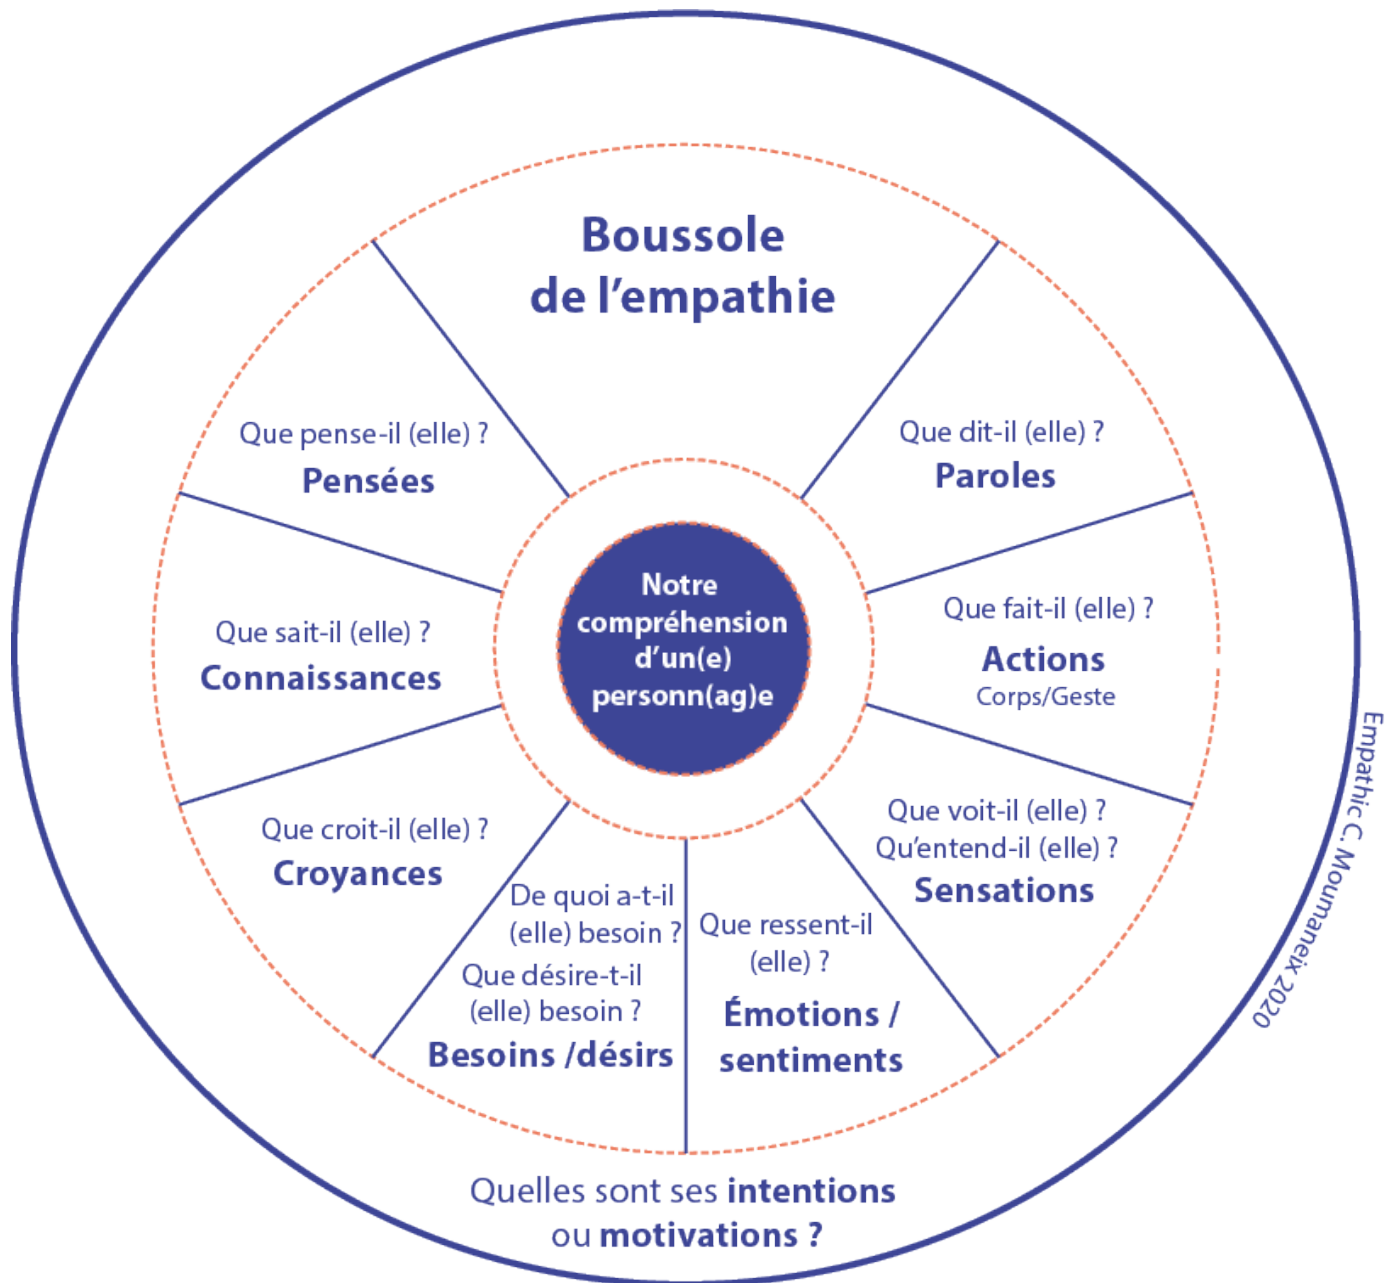 Boussole
de l'empathie
Que pense-il (elle) ?
Pensées
Que dit-il (elle) ?
Paroles
Que sait-il (elle) ?
Connaissances
Notre
compréhension
d'un(e)
personn(ag)e
Que fait-il (elle) ?
Actions
Corps/Geste
Que croit-il (elle) ?
Croyances
De quoi a-t-il
(elle) besoin ?
Que désire-t-il
(elle) besoin ?
Besoins /désirs
Que ressent-il
(elle) ?
Émotions /
sentiments
Que voit-il (elle) ?
Qu'entend-il (elle) ?
Sensations
Quelles sont ses intentions
ou motivations ?
Empathic C. Moumaneix 2020